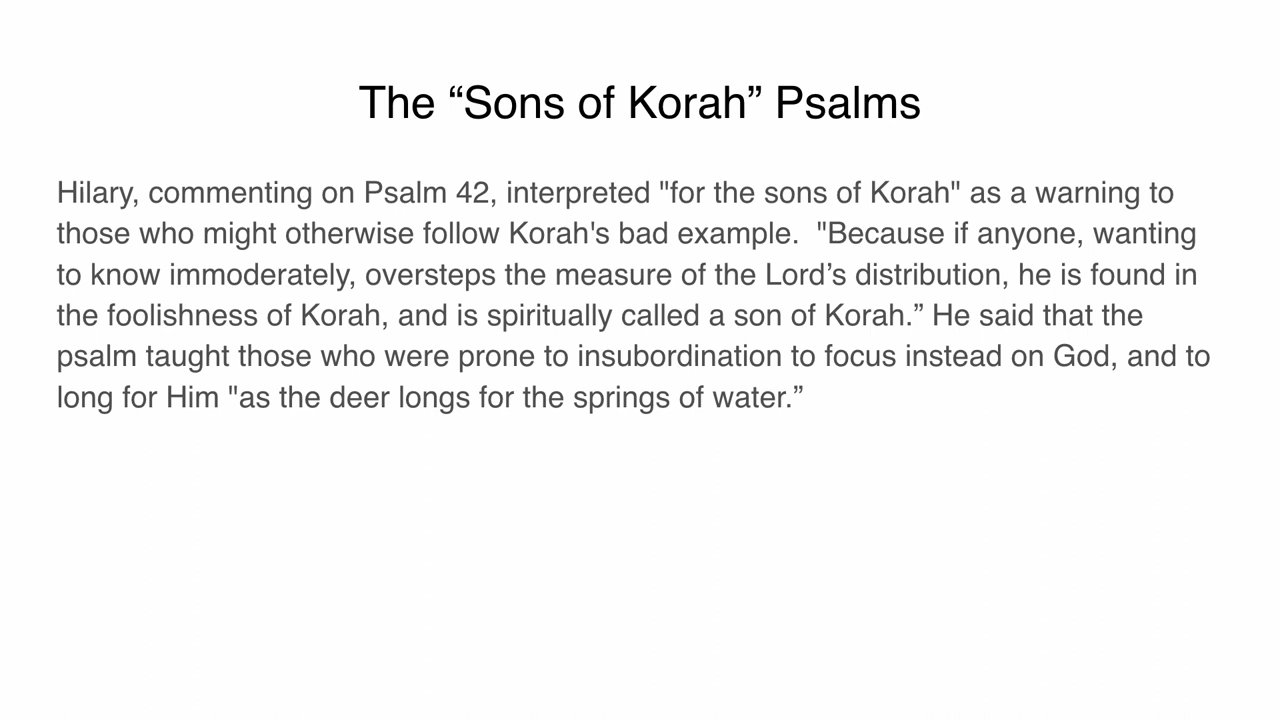 The “Sons of Korah” Psalms
Hilary, commenting on Psalm 42, interpreted "for the sons of Korah" as a warning to
those who might otherwise follow Korah's bad example.  "Because if anyone, wanting
to know immoderately, oversteps the measure of the Lord’s distribution, he is found in
the foolishness of Korah, and is spiritually called a son of Korah.” He said that the
psalm taught those who were prone to insubordination to focus instead on God, and to
long for Him "as the deer longs for the springs of water.”